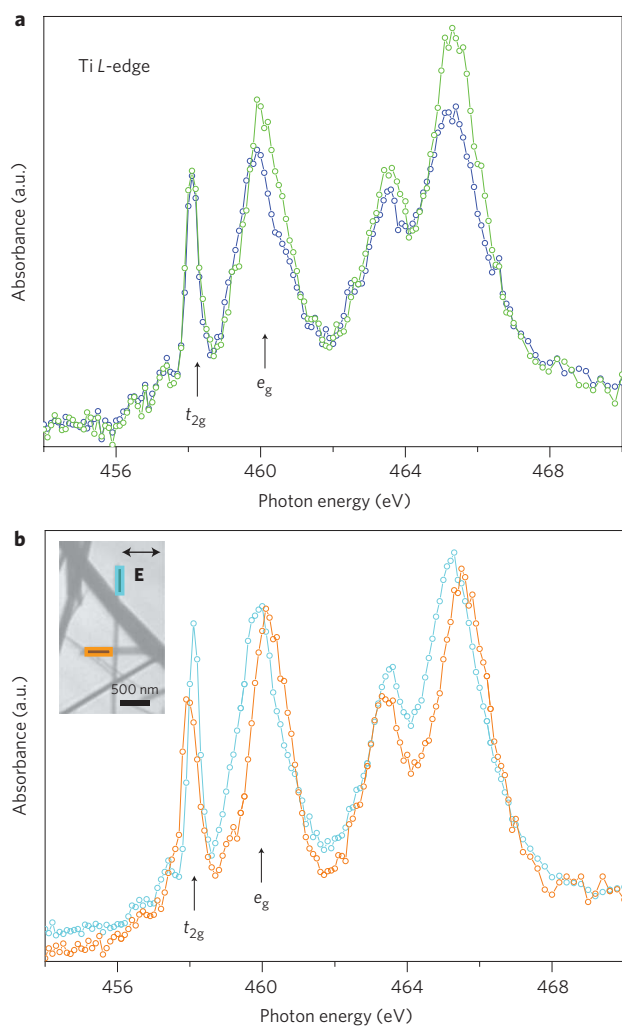 a
Ti L-edge
Absorbance (a.u.)
t2g
eg
456 460 464 468
Photon energy (eV)
b
E
500 nm
Absorbance (a.u.)
t2g
eg
456 460 464 468
Photon energy (eV)